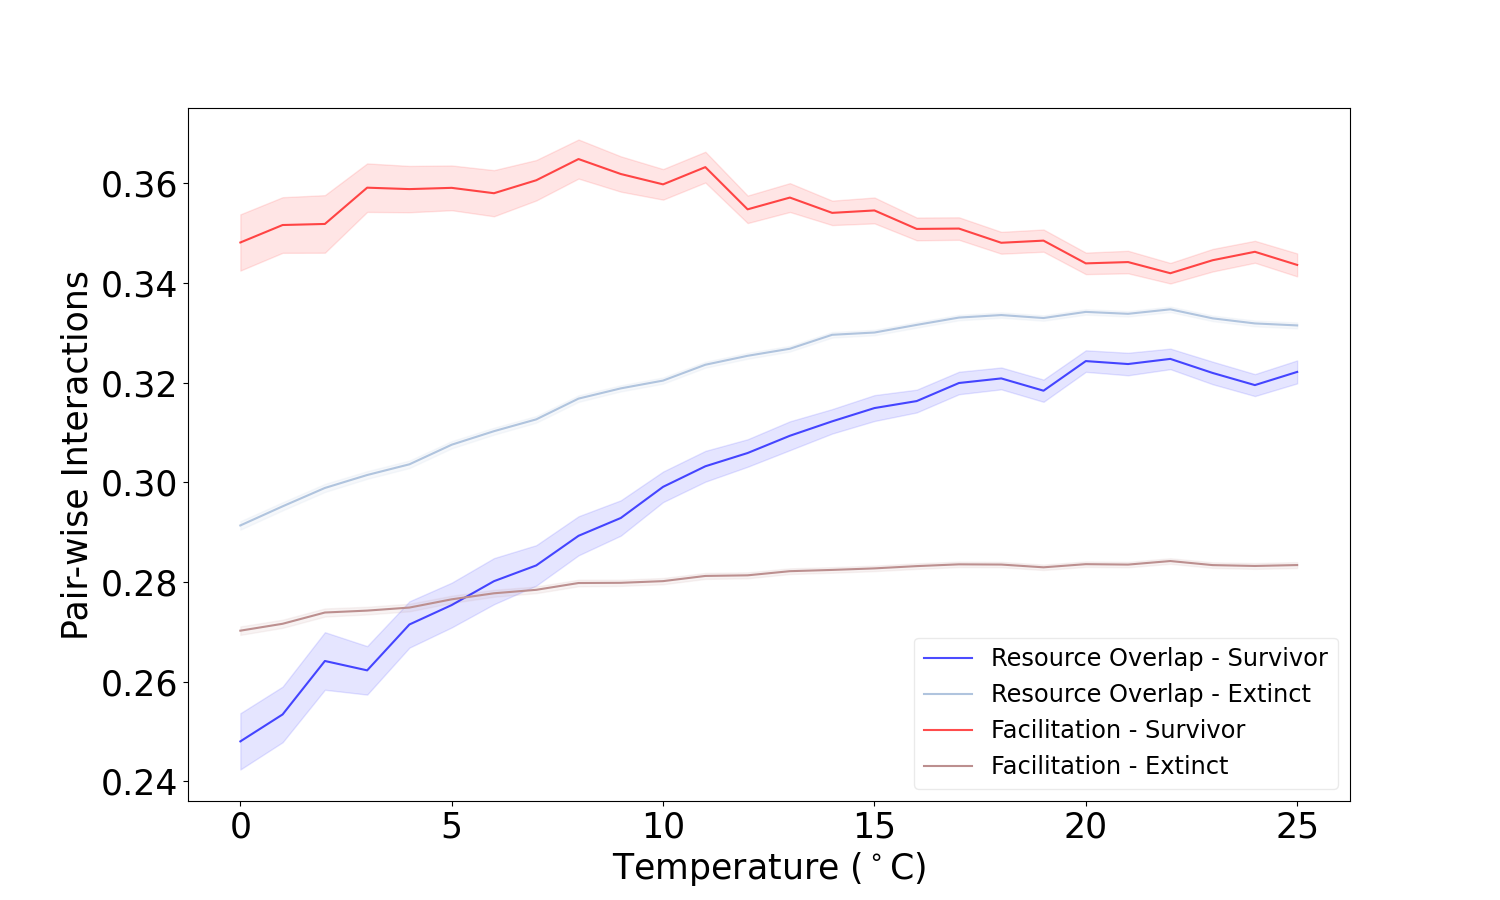 Pair-wise Interactions
0.36
0.34
0.32
0.30
0.28
0.26
0.24
Resource Overlap - Survivor
Resource Overlap - Extinct
Facilitation - Survivor
Facilitation - Extinct
0 5 10 15 20 25
Temperature (°C)